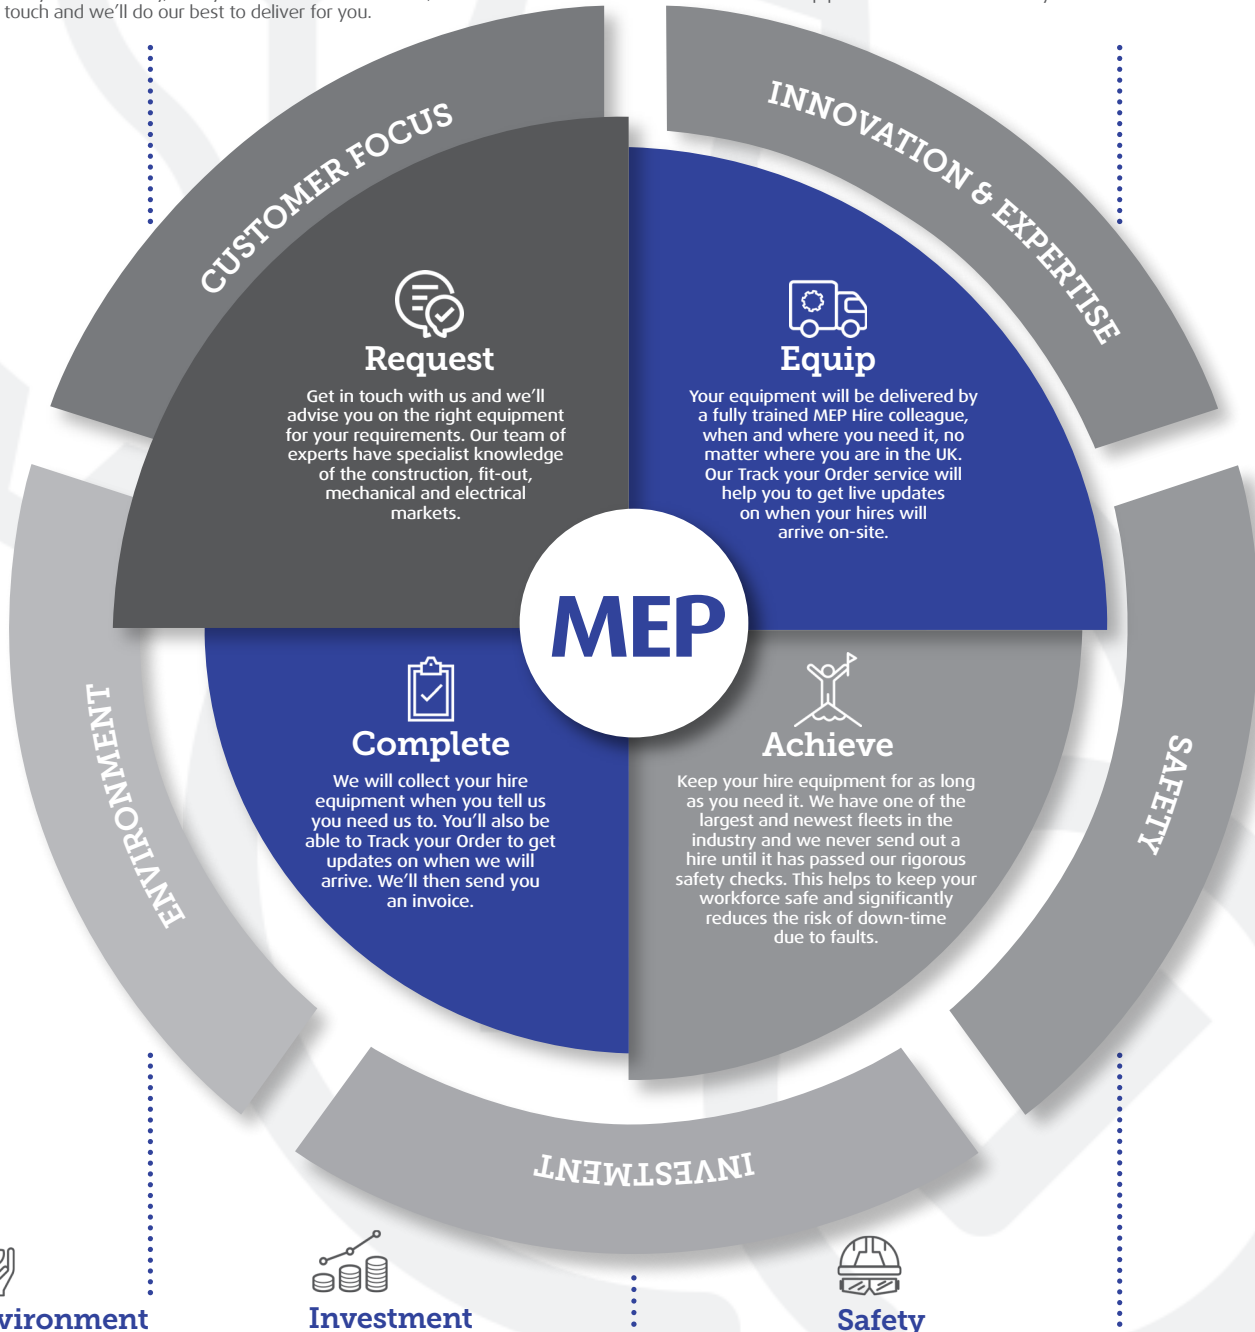 touch and we'll do our best to deliver for you.
CUSTOMER FOCUS
INNOVATION & EXPERTISE
Request
Get in touch with us and we'll
advise you on the right equipment
for your requirements. Our team of
experts have specialist knowledge
of the construction, fit-out,
mechanical and electrical
markets.
Equip
Your equipment will be delivered by
a fully trained MEP Hire colleague,
when and where you need it, no
matter where you are in the UK.
Our Track your Order service will
help you to get live updates
on when your hires will
arrive on-site.
MEP
ENVIRONMENT
SAFETY
Complete
We will collect your hire
equipment when you tell us
you need us to. You'll also be
able to Track your Order to get
updates on when we will
arrive. We'll then send you
an invoice.
Achieve
Keep your hire equipment for as long
as you need it. We have one of the
largest and newest fleets in the
industry and we never send out a
hire until it has passed our rigorous
safety checks. This helps to keep your
workforce safe and significantly
reduces the risk of down-time
due to faults.
INVESTMENT
vironment
Investment
Safety